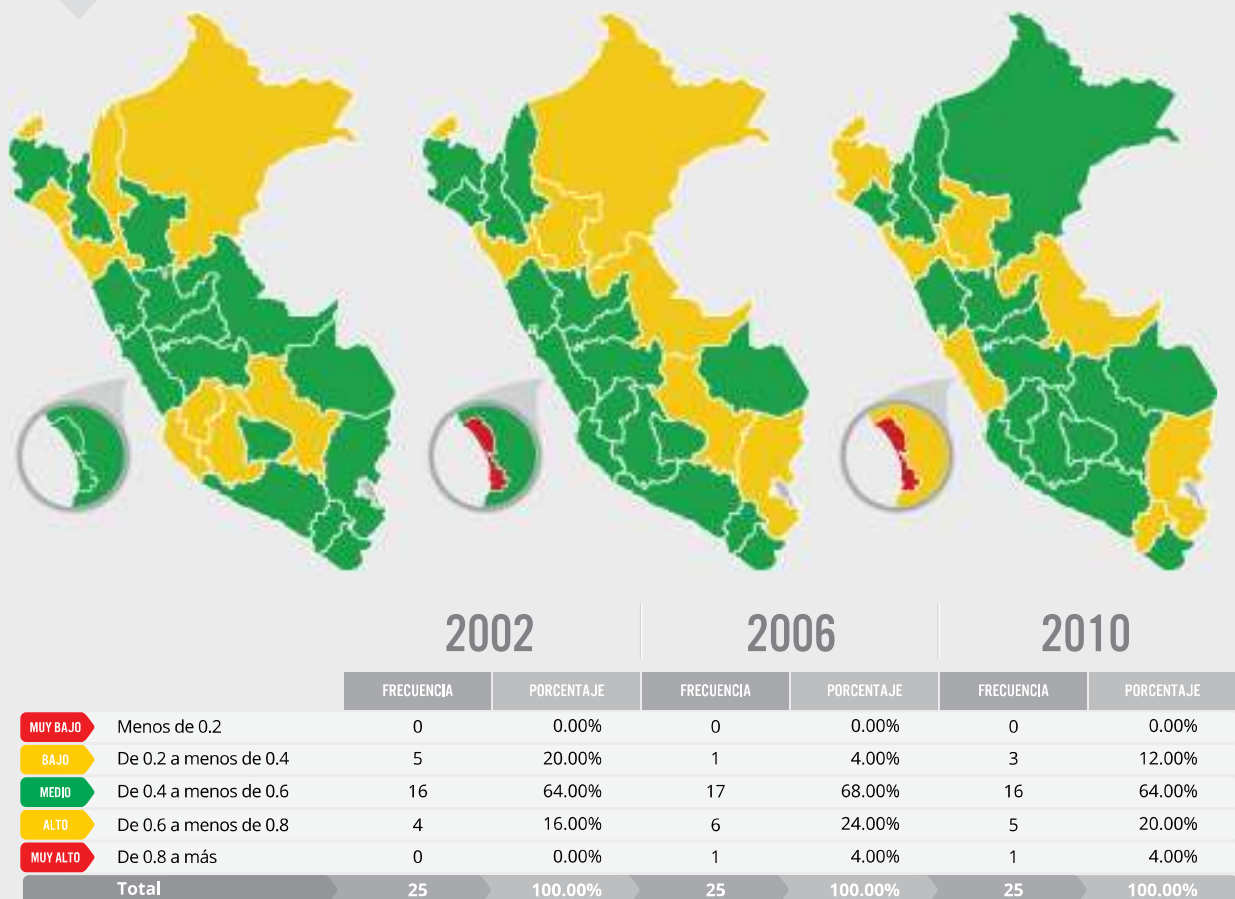 2002 2006 2010
FRECUENCIA PORCENTAJE FRECUENCIA PORCENTAJE FRECUENCIA PORCENTAJE
MUY BAJO Menos de 0.2 0 0.00% 0 0.00% 0 0.00%
BAJO De 0.2 a menos de 0.4 5 20.00% 1 4.00% 3 12.00%
MEDIO De 0.4 a menos de 0.6 16 64.00% 17 68.00% 16 64.00%
ALTO De 0.6 a menos de 0.8 4 16.00% 6 24.00% 5 20.00%
MUY ALTO De 0.8 a más 0 0.00% 1 4.00% 1 4.00%
Total 25 100.00% 25 100.00% 25 100.00%